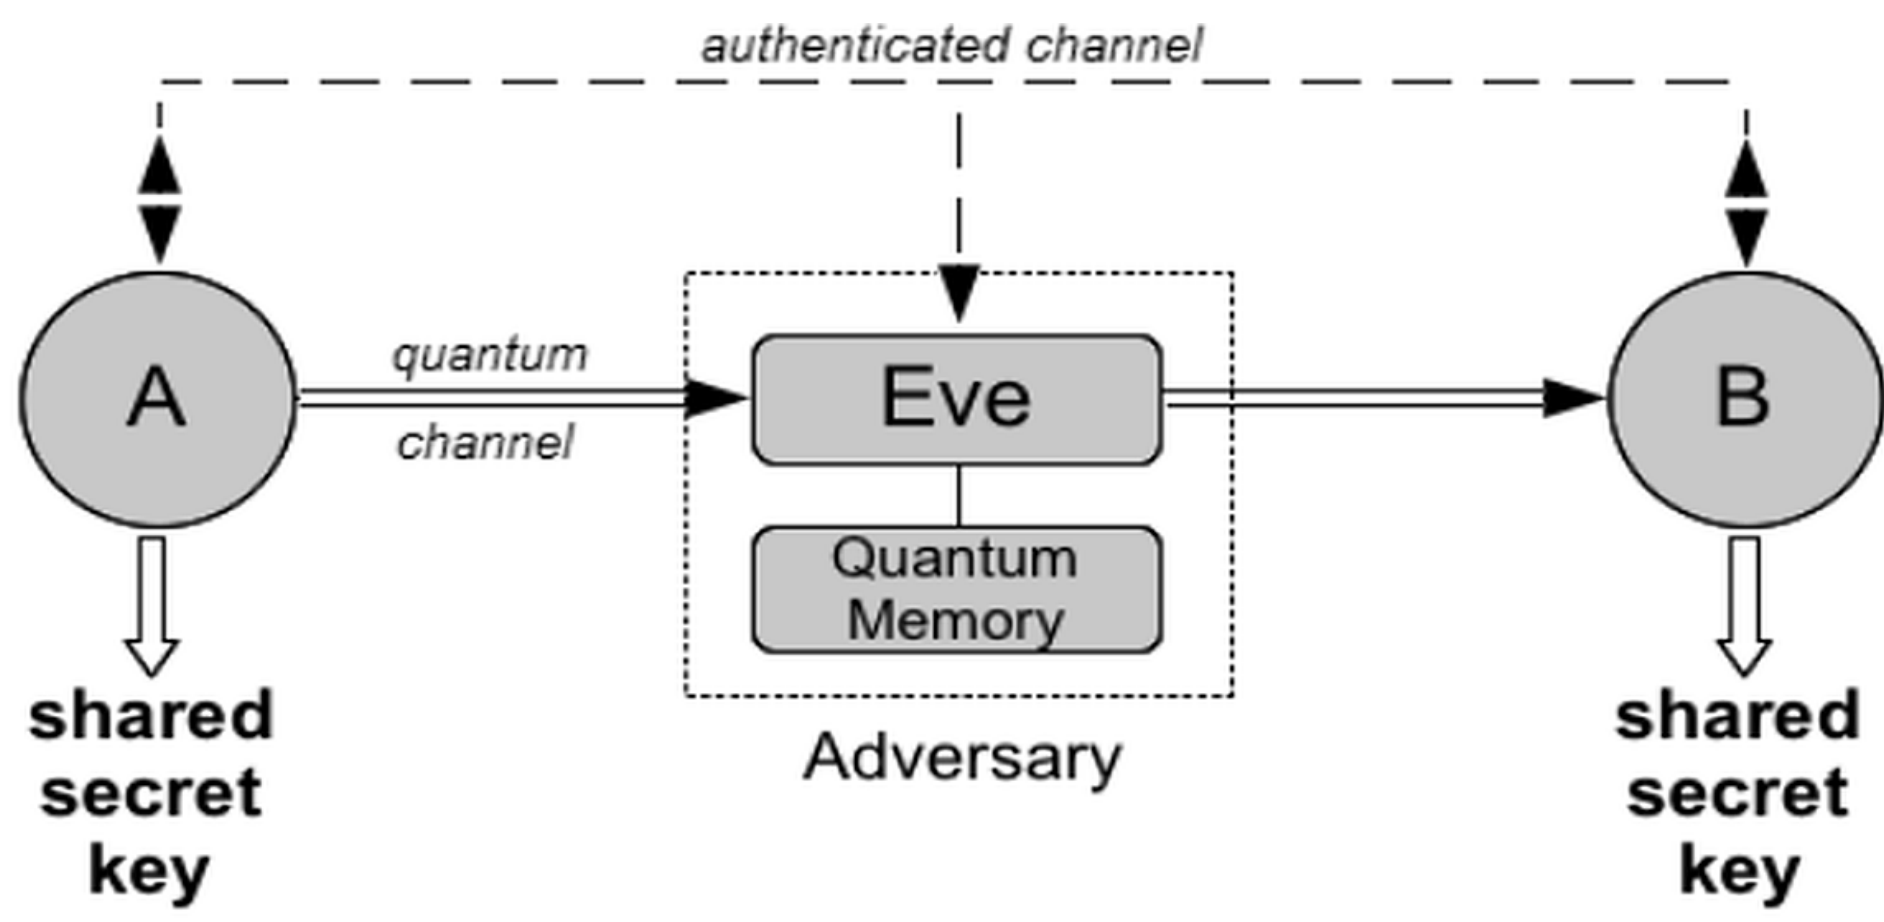 authenticated channel
A
quantum
channel
Eve
B
Quantum
Memory
Adversary
shared
secret
key
shared
secret
key